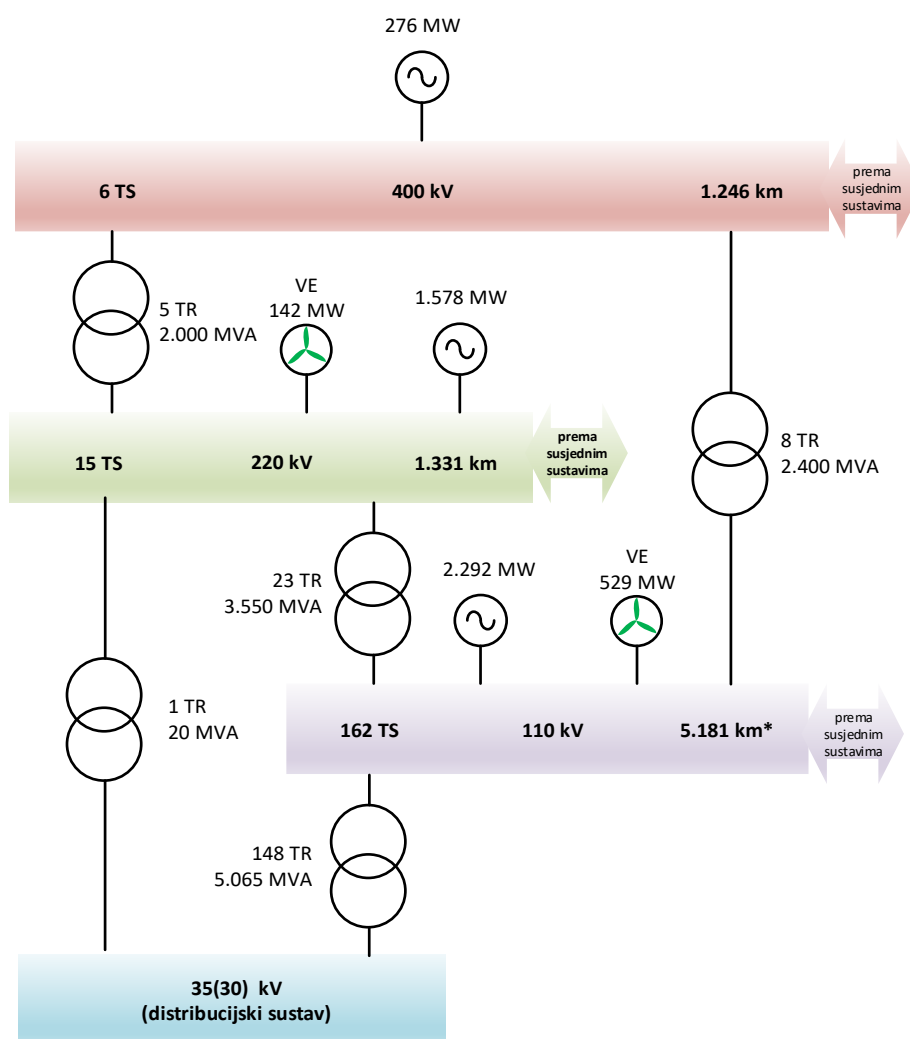 276 MW
6 TS
400 kV
1.246 km
prema
susjednim
sustavima
5 TR
2.000 MVA
VE
142 MW
1.578 MW
8 TR
2.400 MVA
15 TS
220 kV
1.331 km
prema
susjednim
sustavima
23 TR
3.550 MVA
2.292 MW
VE
529 MW
1 TR
20 MVA
162 TS
110 kV
5.181 km*
prema
susjednim
sustavima
148 TR
5.065 MVA
35(30) kV
(distribucijski sustav)